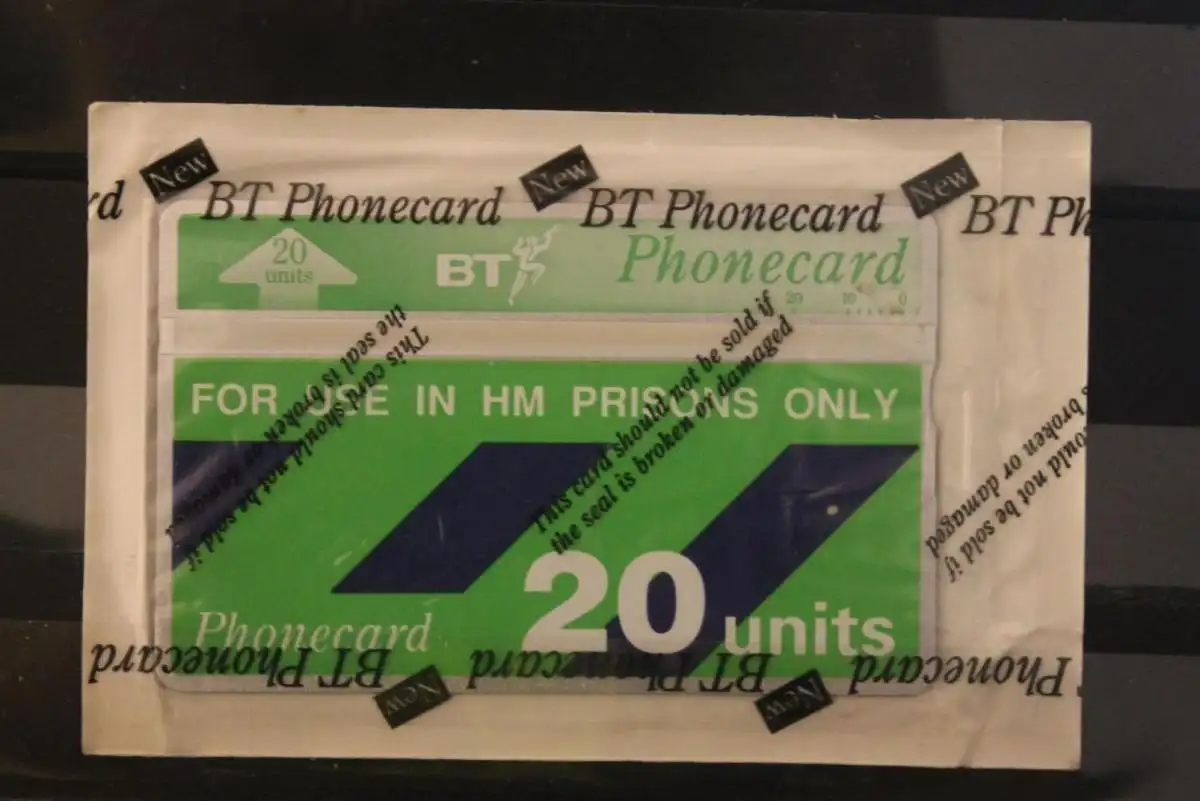 New New New
rd BT Phonecard BT Phonecard BT Ph
20 units
BT
Phonecard
20 10 0
FOR USE IN HM PRISONS ONLY
This card should not be sold if
the seal is broken
This card should not be sold if
the seal is broken or damaged
ould not be sold if
broken or damaged
Phonecard
20 units
Phonecard BT Phonecard BT Phonecard
New New